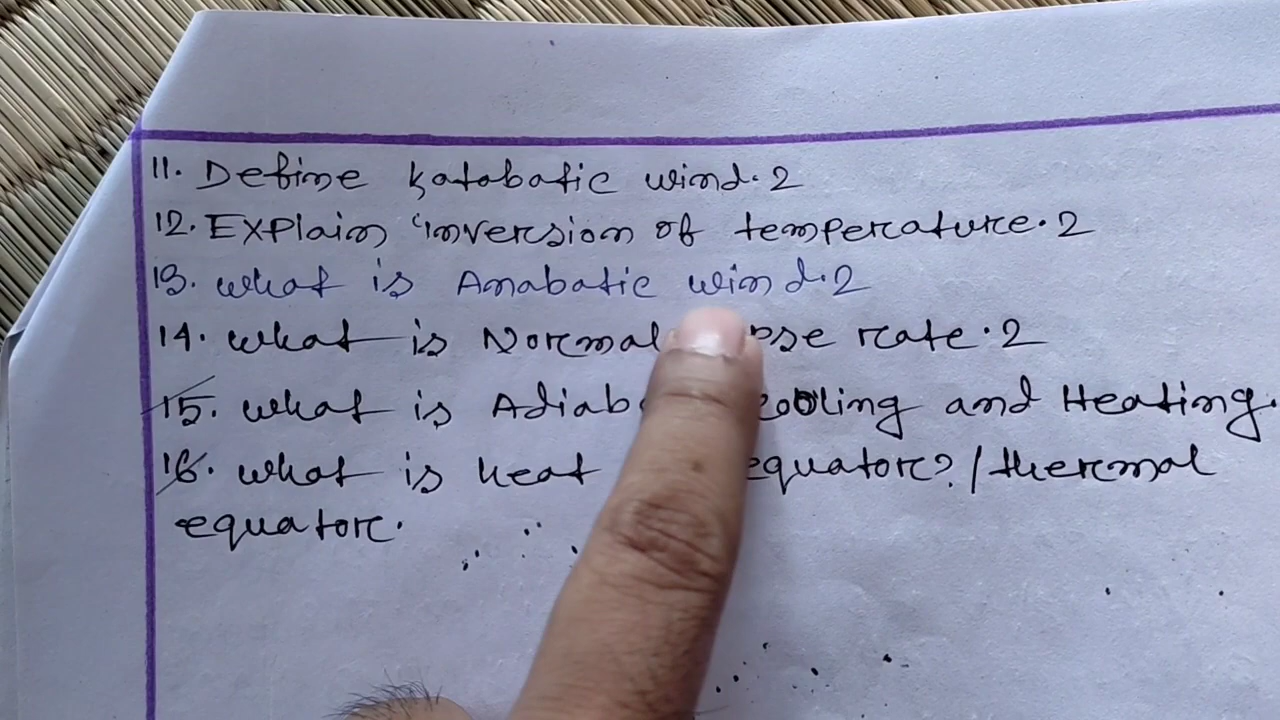 11. Define Katabatic wind. 2
12. Explain inversion of temperature. 2
13. what is Anabatic wind. 2
14. what is Normal rate. 2
15. what is cooling and Heating.
16. what is heat equator? / thermal
equator.